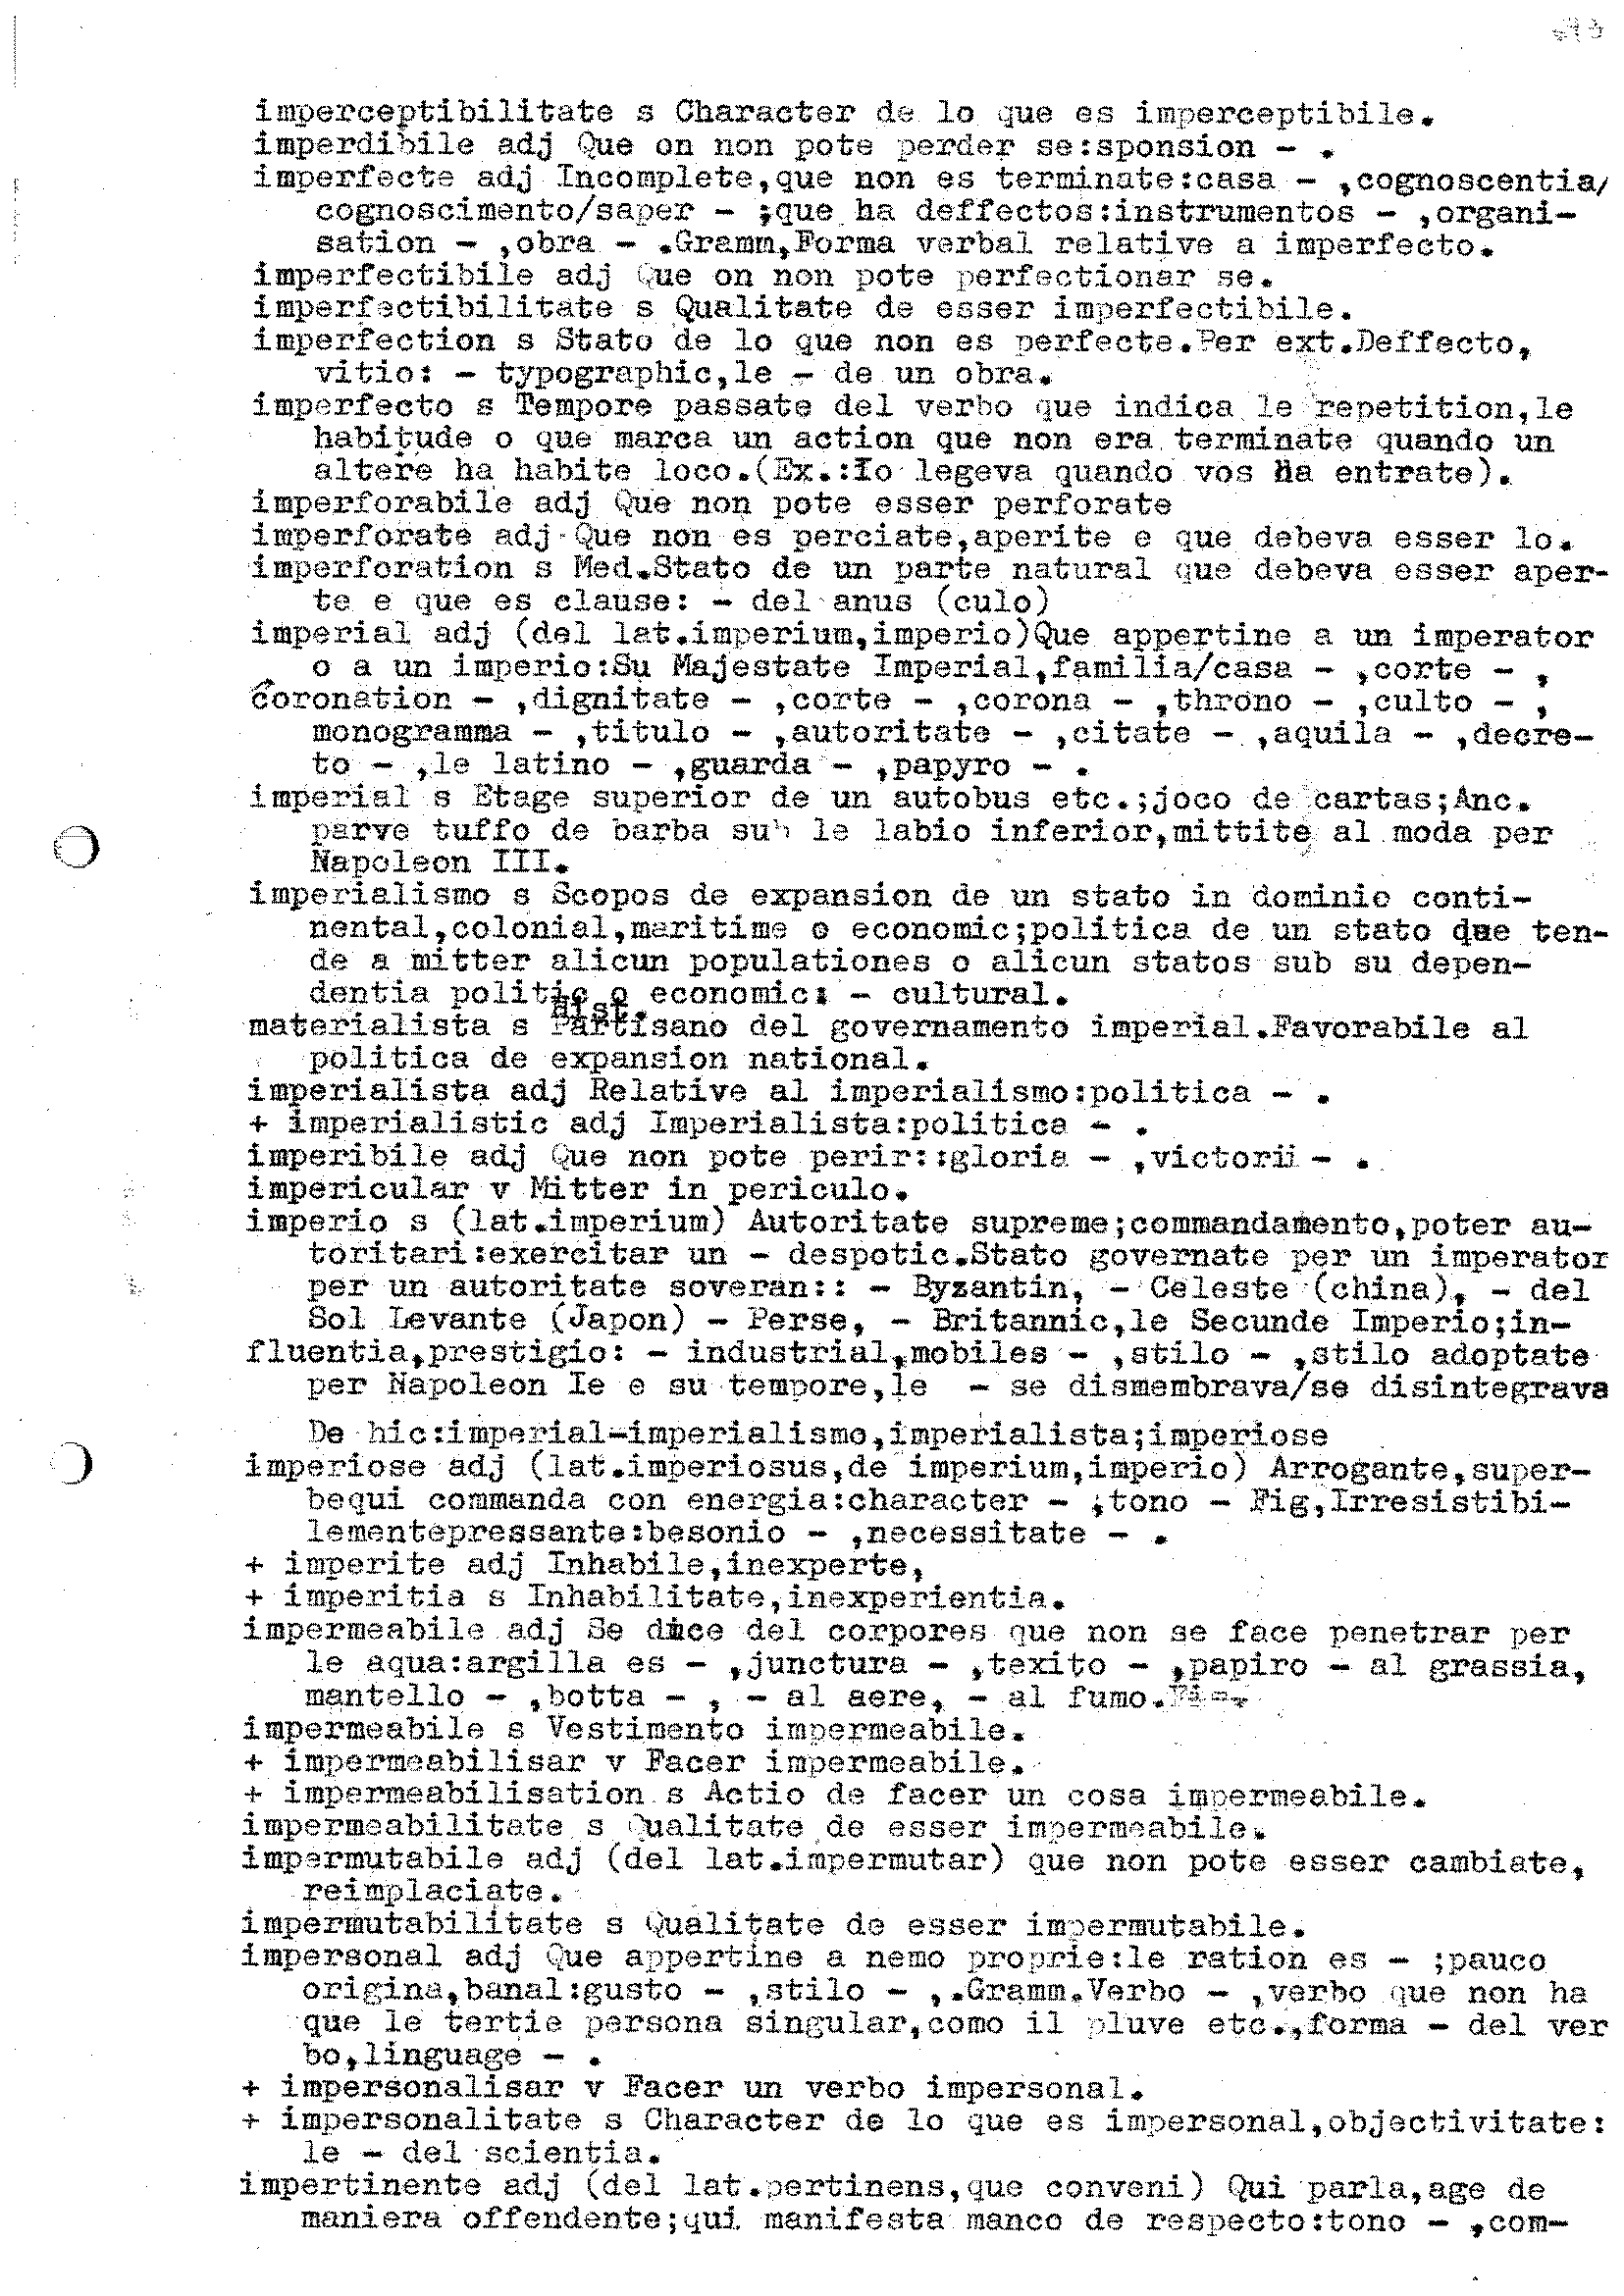 imperceptibilitate s Character de lo que es imperceptibile.
imperdibile adj Que on non pote perder se:sponsion - .
imperfecte adj Incomplete,que non es terminate:casa - ,cognoscentia/
cognoscimento/saper - ;que ha deffectos:instrumentos - ,organi-
sation - ,obra - .Gramm,Forma verbal relative a imperfecto.
imperfectibile adj Que on non pote perfectionar se.
imperfectibilitate s Qualitate de esser imperfectibile.
imperfection s Stato de lo que non es perfecte.Per ext.Deffecto,
vitio: - typographic,le - de un obra.
imperfecto s Tempore passate del verbo que indica le repetition,le
habitude o que marca un action que non era terminate quando un
altere ha habite loco.(Ex.:Io legeva quando vos ha entrate).
imperforabile adj Que non pote esser perforate
imperforate adj Que non es perciate,aperite e que debeva esser lo.
imperforation s Med.Stato de un parte natural que debeva esser aper-
te e que es clause: - del anus (culo)
imperial adj (del lat.imperium,imperio)Que appertine a un imperator
o a un imperio:Su Majestate Imperial,familia/casa - ,corte - ,
coronation - ,dignitate - ,corte - ,corona - ,throno - ,culto - ,
monogramma - ,titulo - ,autoritate - ,citate - ,aquila - ,decre-
to - ,le latino - ,guarda - ,papyro - .
imperial s Etage superior de un autobus etc.;joco de cartas;Anc.
parve tuffo de barba sub le labio inferior,mittite al moda per
Napoleon III.
imperialismo s Scopos de expansion de un stato in dominio conti-
nental,colonial,maritime o economic;politica de un stato que ten-
de a mitter alicun populationes o alicun statos sub su depen-
dentia politic o economic: - cultural.
materialista s Hist. Partisano del governamento imperial.Favorabile al
politica de expansion national.
imperialista adj Relative al imperialismo:politica - .
+ imperialistic adj Imperialista:politica - .
imperibile adj Que non pote perir::gloria - ,victorii - .
impericular v Mitter in periculo.
imperio s (lat.imperium) Autoritate supreme;commandamento,poter au-
toritari:exercitar un - despotic.Stato governate per un imperator
per un autoritate soveran:: - Byzantin, - Celeste (china), - del
Sol Levante (Japon) - Perse, - Britannic,le Secunde Imperio;in-
fluentia,prestigio: - industrial,mobiles - ,stilo - ,stilo adoptate
per Napoleon Ie e su tempore,le - se dismembrava/se disintegrava
De hic:imperial-imperialismo,imperialista;imperiose
imperiose adj (lat.imperiosus,de imperium,imperio) Arrogante,super-
bequi commanda con energia:character - ,tono - Fig,Irresistibi-
lementepressante:besonio - ,necessitate - .
+ imperite adj Inhabile,inexperte,
+ imperitia s Inhabilitate,inexperientia.
impermeabile adj Se dice del corpores que non se face penetrar per
le aqua:argilla es - ,junctura - ,texito - ,papiro - al grassia,
mantello - ,botta - , - al aere, - al fumo.
impermeabile s Vestimento impermeabile.
+ impermeabilisar v Facer impermeabile.
+ impermeabilisation s Actio de facer un cosa impermeabile.
impermeabilitate s Qualitate de esser impermeabile.
impermutabile adj (del lat.impermutar) que non pote esser cambiate,
reimplaciate.
impermutabilitate s Qualitate de esser impermutabile.
impersonal adj Que appertine a nemo proprie:le ration es - ;pauco
origina,banal:gusto - ,stilo - ,.Gramm.Verbo - ,verbo que non ha
que le tertie persona singular,como il pluve etc.,forma - del ver
bo,linguage - .
+ impersonalisar v Facer un verbo impersonal.
+ impersonalitate s Character de lo que es impersonal,objectivitate:
le - del scientia.
impertinente adj (del lat.pertinens,que conveni) Qui parla,age de
maniera offendente;qui manifesta manco de respecto:tono - ,com-